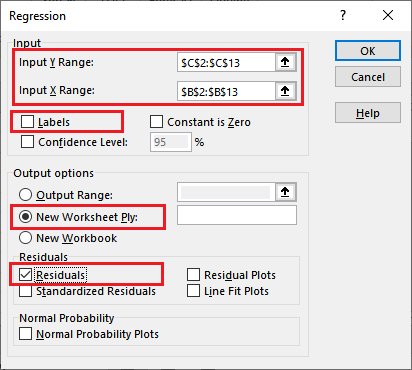 Regression
Input
Input Y Range: $C$2:$C$13
OK
Input X Range: $B$2:$B$13
Cancel
Labels Constant is Zero
Help
Confidence Level: 95 %
Output options
Output Range:
New Worksheet Ply:
New Workbook
Residuals
Residuals Residual Plots
Standardized Residuals Line Fit Plots
Normal Probability
Normal Probability Plots